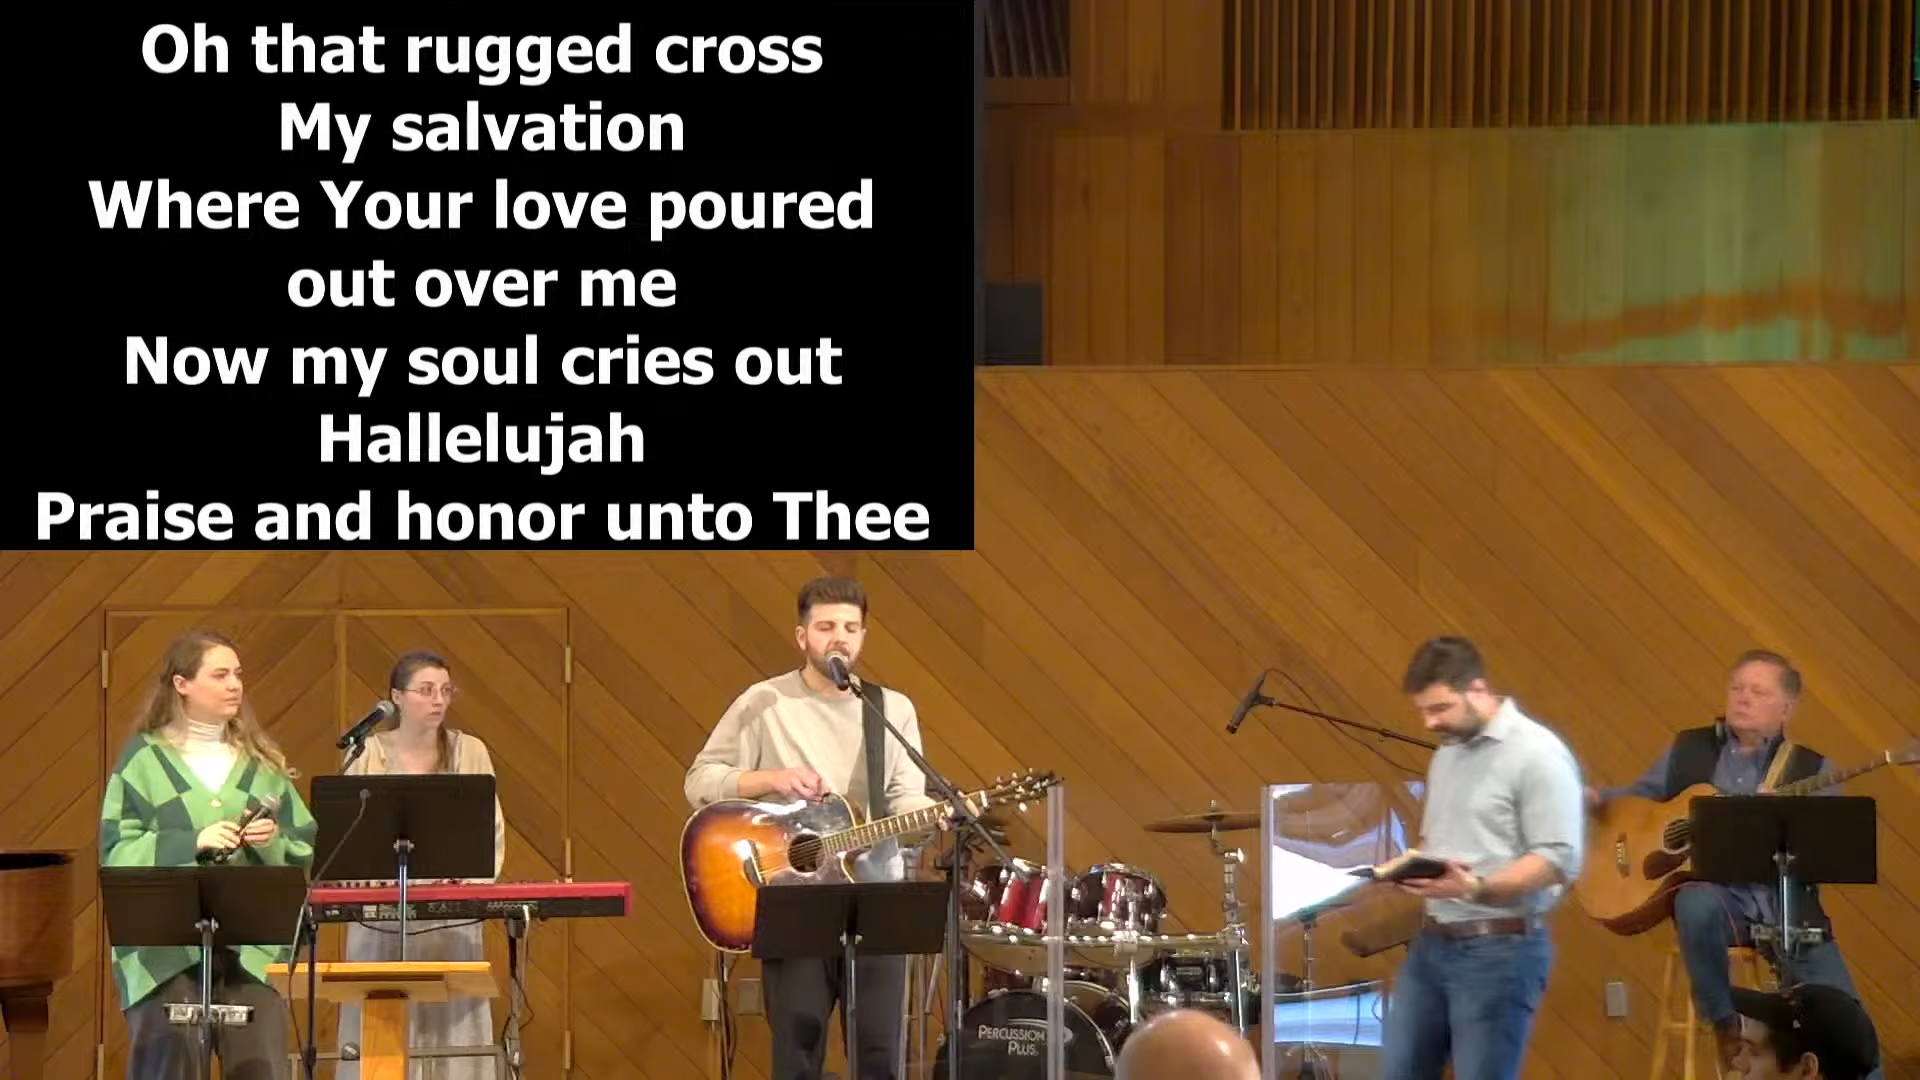 Oh that rugged cross
My salvation
Where Your love poured
out over me
Now my soul cries out
Hallelujah
Praise and honor unto Thee
PERCUSSION
PLUS